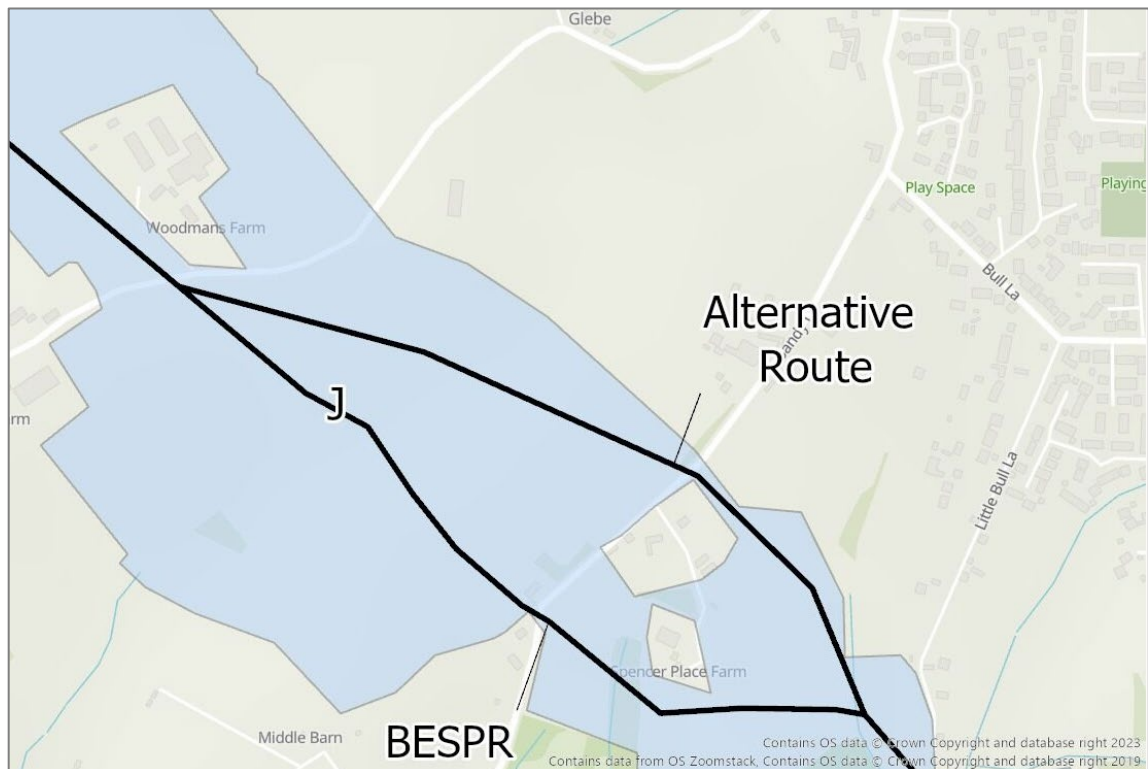 Glebe
Play Space
Playing
Woodmans Farm
Bull La
Alternative
Route
J
rm
Little Bull La
Spencer Place Farm
Middle Barn
BESPR
Contains OS data © Crown Copyright and database right 2023
Contains data from OS Zoomstack, Contains OS data © Crown Copyright and database right 2019